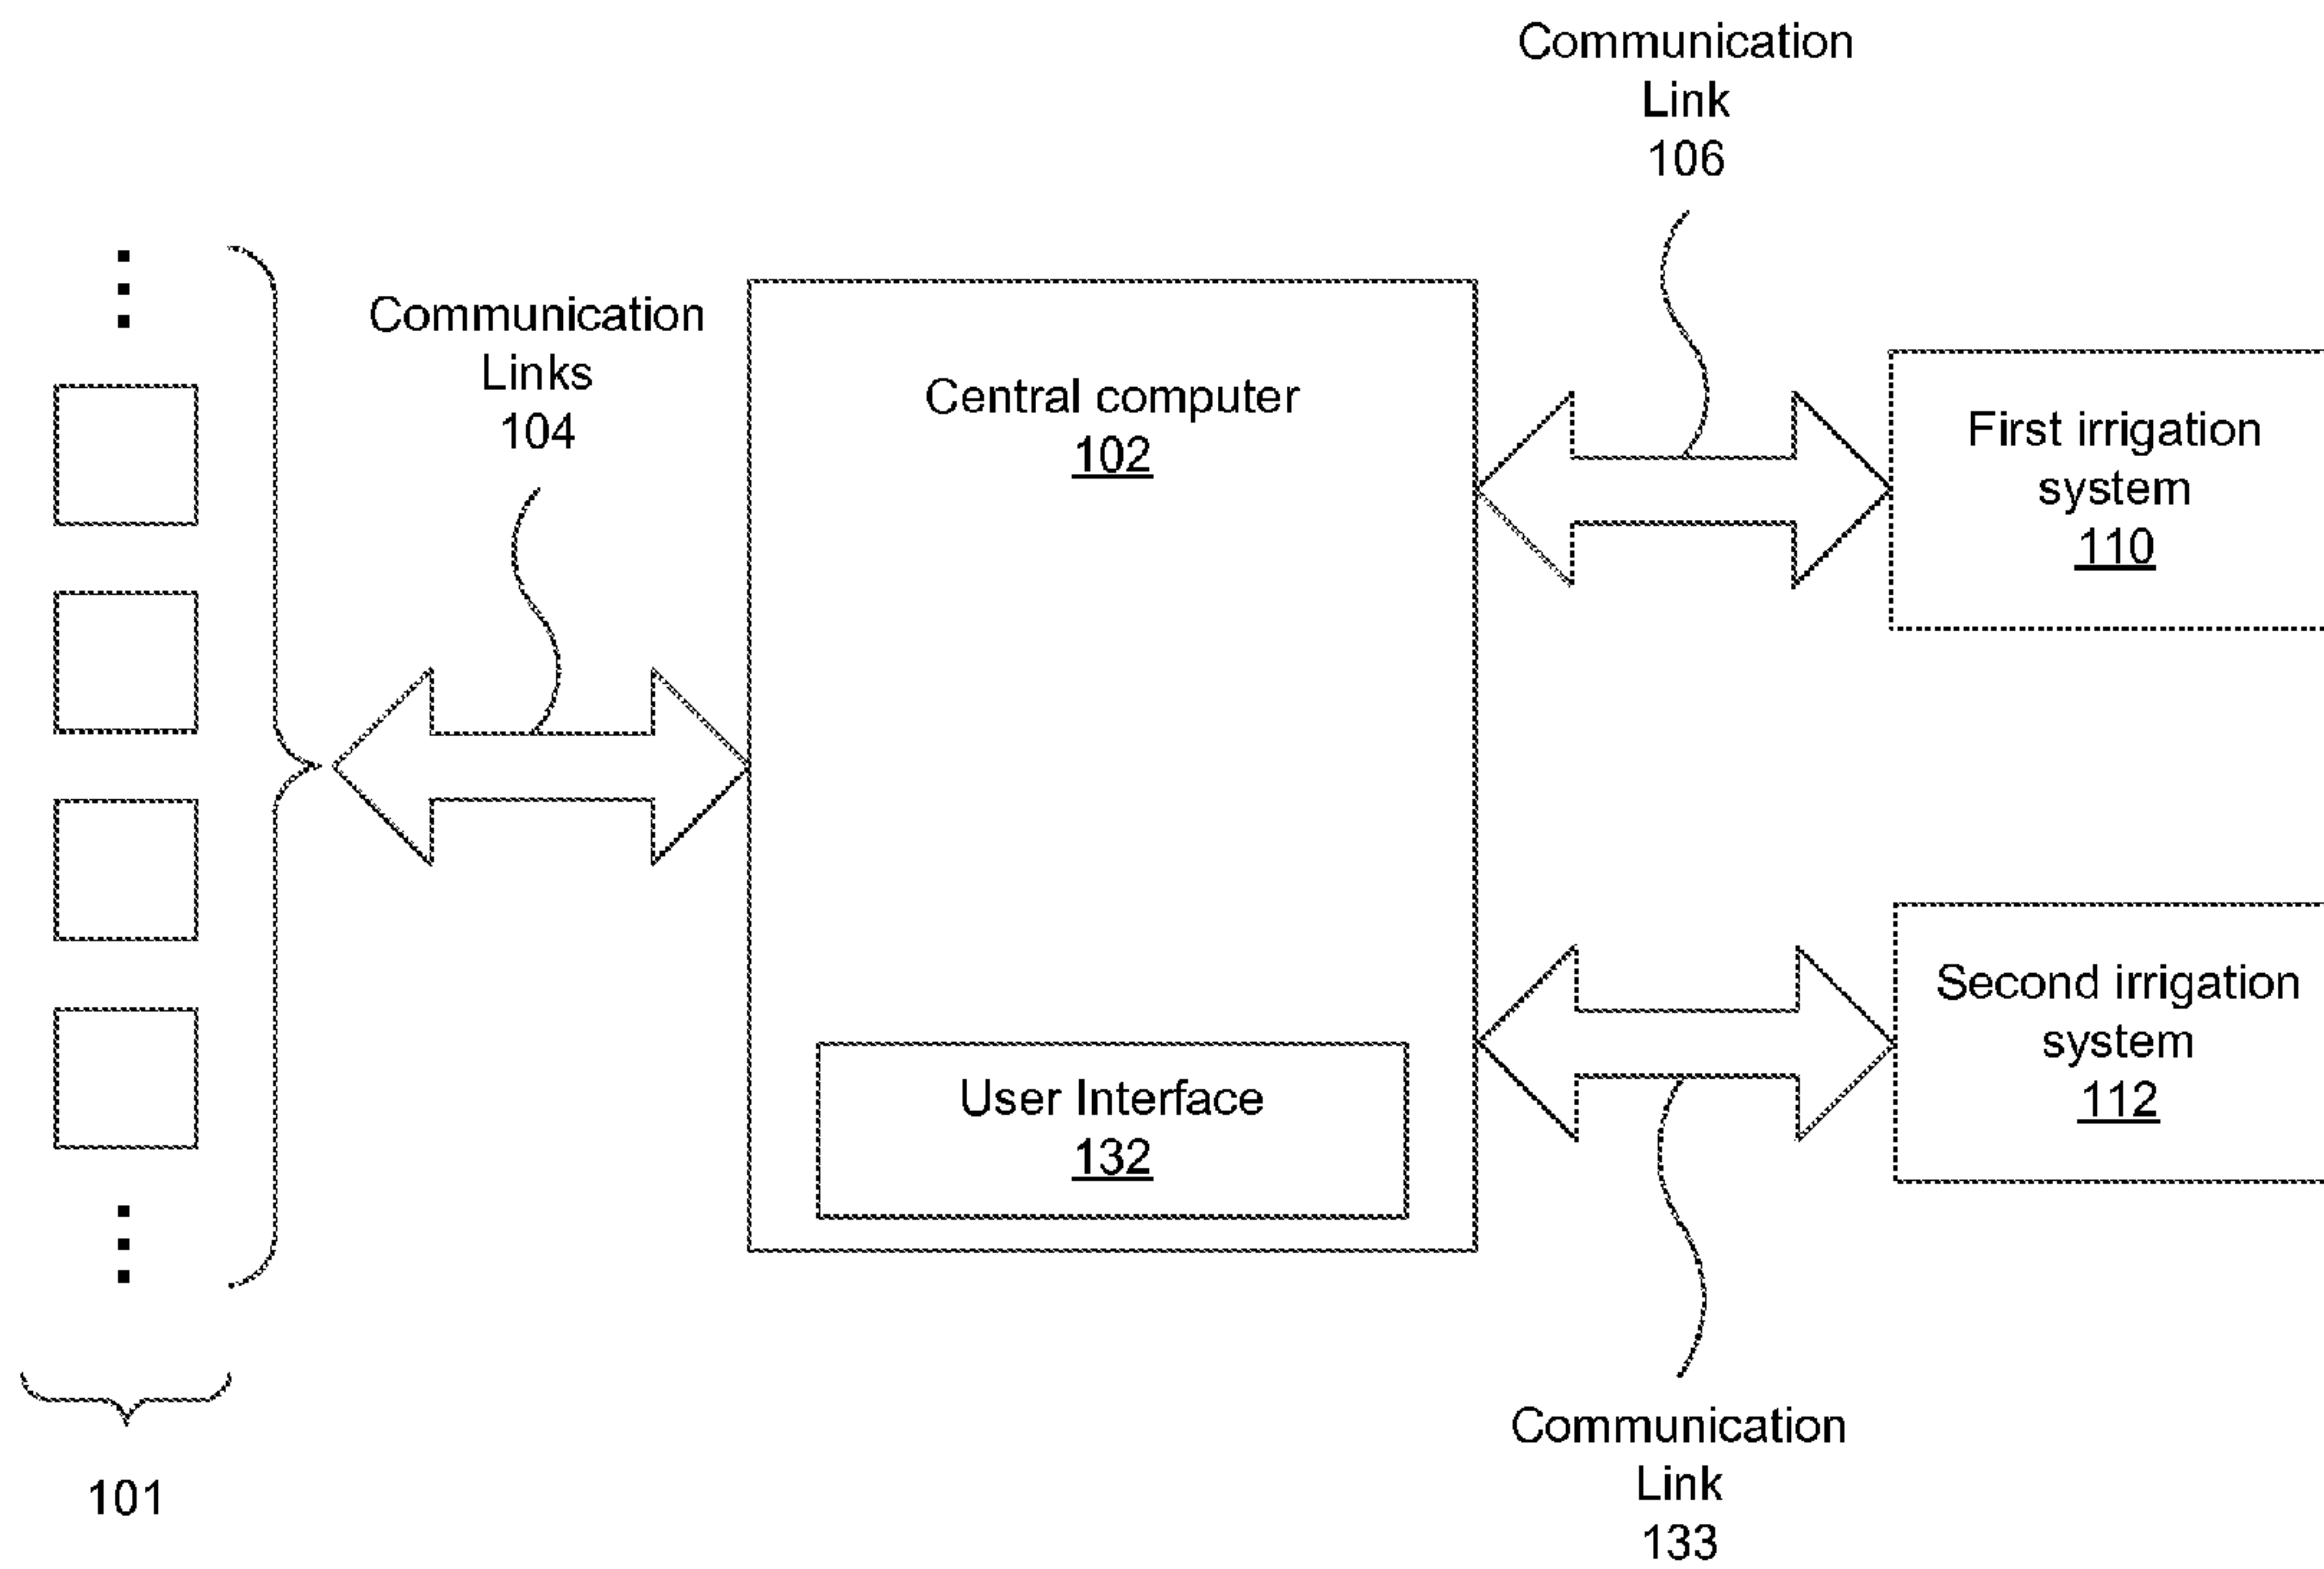 Communication
Link
106
Communication
Links
104
Central computer
102
First irrigation
system
110
User Interface
132
Second irrigation
system
112
101
Communication
Link
133